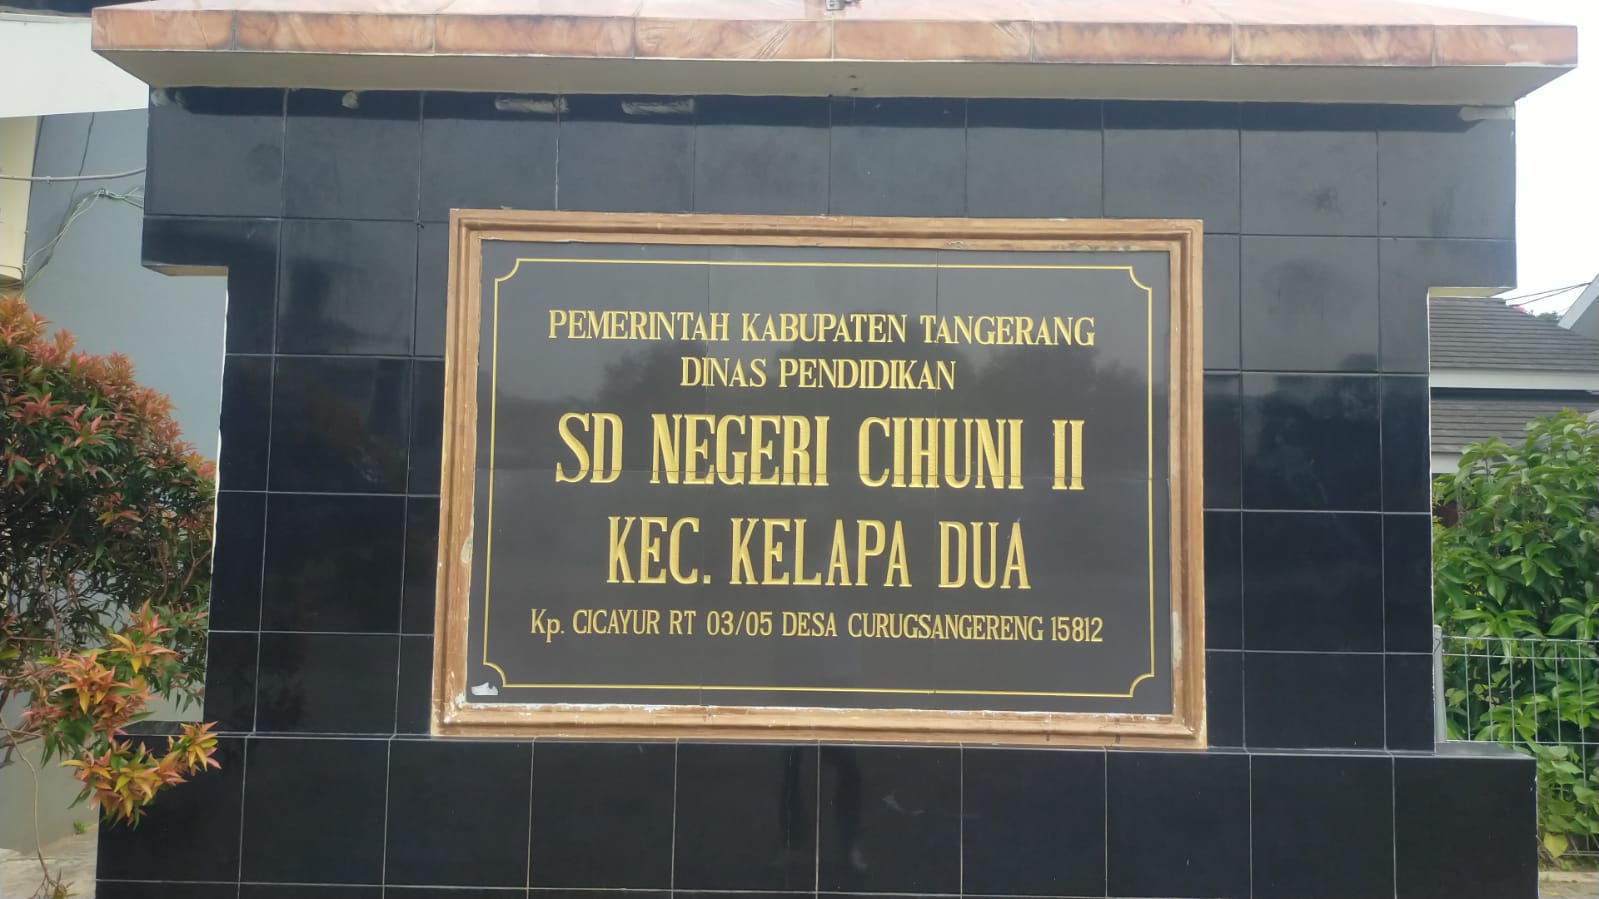 PEMERINTAH KABUPATEN TANGERANG
DINAS PENDIDIKAN
SD NEGERI CIHUNI II
KEC. KELAPA DUA
Kp. CICAYUR RT 03/05 DESA CURUGSANGERENG 15812